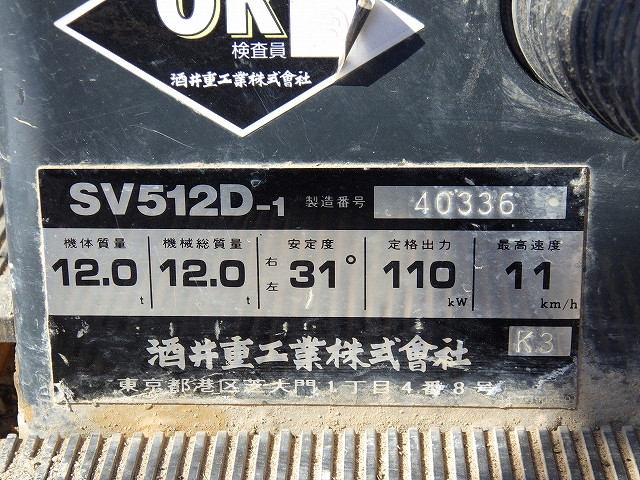 OK
検査員
酒井重工業株式會社
SV512D-1 製造番号 40336
機体質量 機械総質量 安定度 定格出力 最高速度
12.0 t 12.0 t 右左 31° 110 kW 11 km/h
酒井重工業株式會社 K3
東京都港区芝大門1丁目4番8号